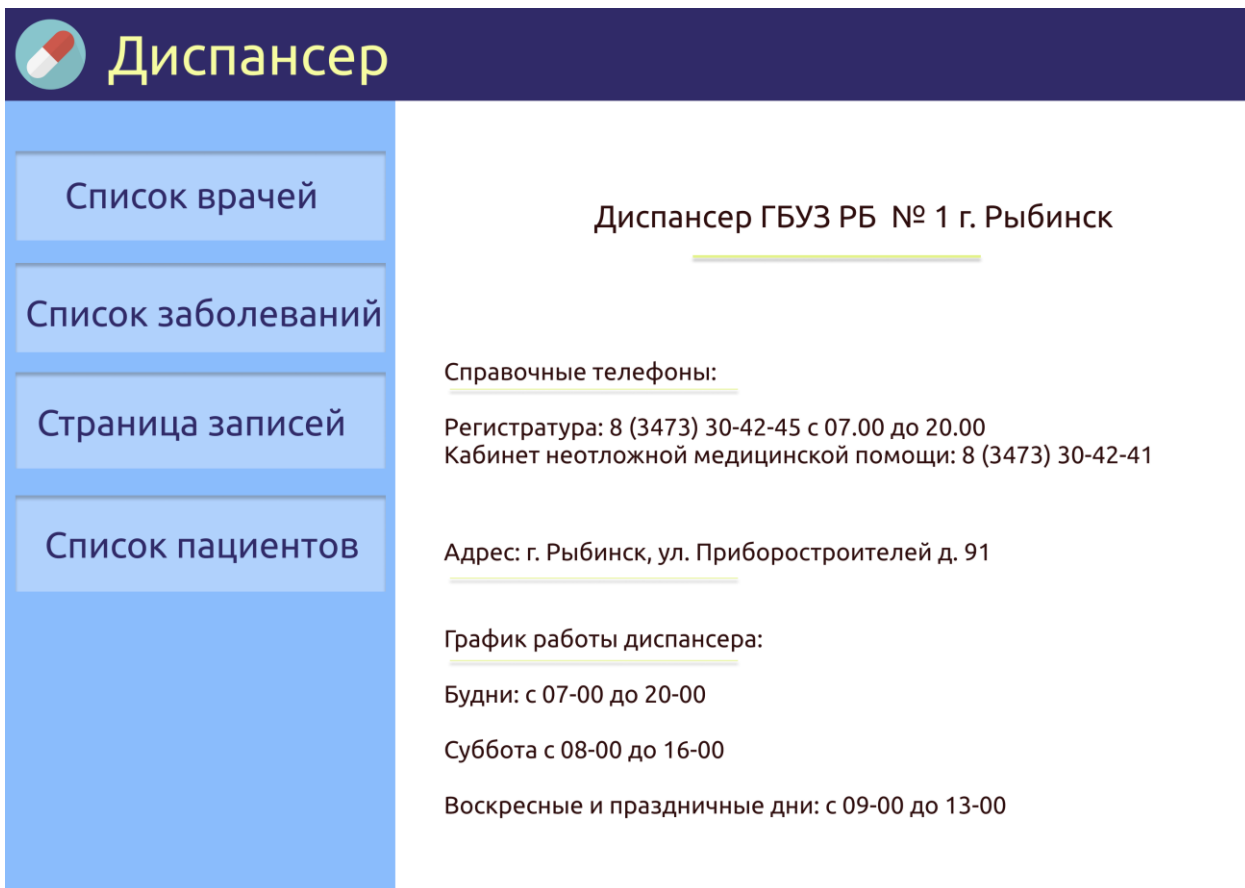 Диспансер
Список врачей
Список заболеваний
Страница записей
Список пациентов
Диспансер ГБУЗ РБ № 1 г. Рыбинск
Справочные телефоны:
Регистратура: 8 (3473) 30-42-45 с 07.00 до 20.00
Кабинет неотложной медицинской помощи: 8 (3473) 30-42-41
Адрес: г. Рыбинск, ул. Приборостроителей д. 91
График работы диспансера:
Будни: с 07-00 до 20-00
Суббота с 08-00 до 16-00
Воскресные и праздничные дни: с 09-00 до 13-00